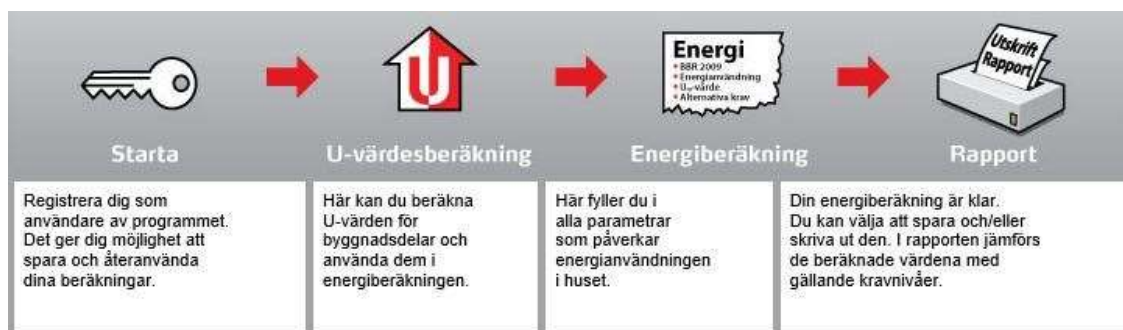 U
Energi
• BBR 2009
• Energianvändning
• Um-värde
• Alternativa krav
Utskrift
Rapport
Starta
U-värdesberäkning
Energiberäkning
Rapport
Registrera dig som
användare av programmet.
Det ger dig möjlighet att
spara och återanvända
dina beräkningar.
Här kan du beräkna
U-värden för
byggnadsdelar och
använda dem i
energiberäkningen.
Här fyller du i
alla parametrar
som påverkar
energianvändningen
i huset.
Din energiberäkning är klar.
Du kan välja att spara och/eller
skriva ut den. I rapporten jämförs
de beräknade värdena med
gällande kravnivåer.